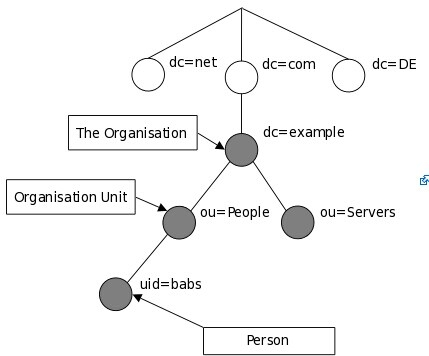 dc=net
dc=com
dc=DE
The Organisation
dc=example
Organisation Unit
ou=People
ou=Servers
uid=babs
Person